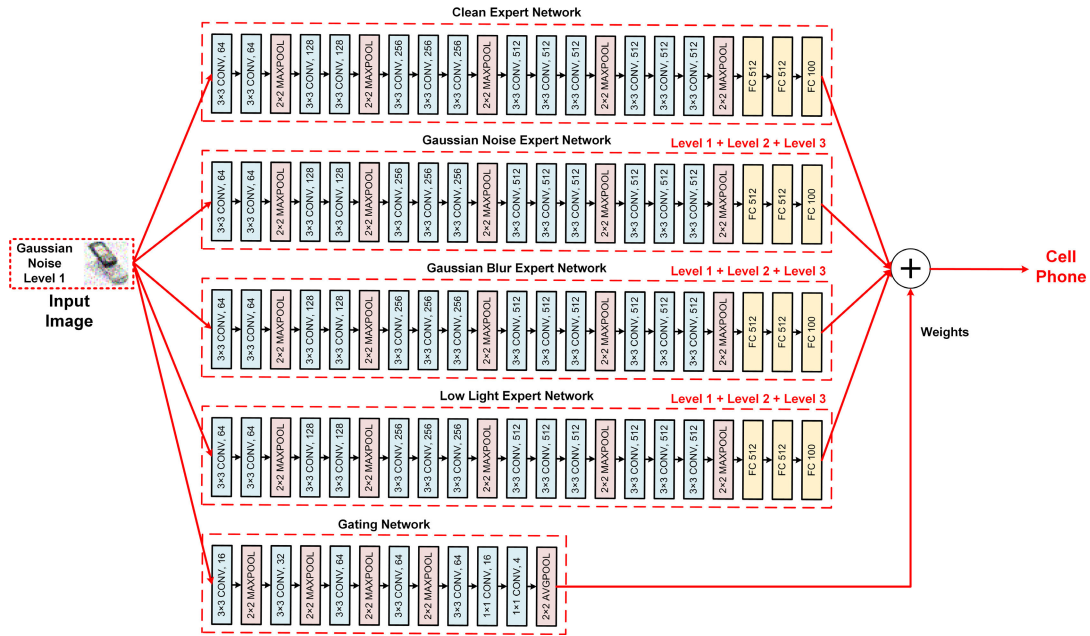 Clean Expert Network
3×3 CONV, 64
3×3 CONV, 64
2×2 MAXPOOL
3×3 CONV, 128
3×3 CONV, 128
2×2 MAXPOOL
3×3 CONV, 256
3×3 CONV, 256
3×3 CONV, 256
2×2 MAXPOOL
3×3 CONV, 512
3×3 CONV, 512
3×3 CONV, 512
2×2 MAXPOOL
3×3 CONV, 512
3×3 CONV, 512
3×3 CONV, 512
2×2 MAXPOOL
FC 512
FC 512
FC 100
Gaussian Noise Expert Network
Level 1 + Level 2 + Level 3
3×3 CONV, 64
3×3 CONV, 64
2×2 MAXPOOL
3×3 CONV, 128
3×3 CONV, 128
2×2 MAXPOOL
3×3 CONV, 256
3×3 CONV, 256
3×3 CONV, 256
2×2 MAXPOOL
3×3 CONV, 512
3×3 CONV, 512
3×3 CONV, 512
2×2 MAXPOOL
3×3 CONV, 512
3×3 CONV, 512
3×3 CONV, 512
2×2 MAXPOOL
FC 512
FC 512
FC 100
Gaussian
Noise
Level 1
Input
Image
Gaussian Blur Expert Network
Level 1 + Level 2 + Level 3
3×3 CONV, 64
3×3 CONV, 64
2×2 MAXPOOL
3×3 CONV, 128
3×3 CONV, 128
2×2 MAXPOOL
3×3 CONV, 256
3×3 CONV, 256
3×3 CONV, 256
2×2 MAXPOOL
3×3 CONV, 512
3×3 CONV, 512
3×3 CONV, 512
2×2 MAXPOOL
3×3 CONV, 512
3×3 CONV, 512
3×3 CONV, 512
2×2 MAXPOOL
FC 512
FC 512
FC 100
+
Cell
Phone
Weights
Low Light Expert Network
Level 1 + Level 2 + Level 3
3×3 CONV, 64
3×3 CONV, 64
2×2 MAXPOOL
3×3 CONV, 128
3×3 CONV, 128
2×2 MAXPOOL
3×3 CONV, 256
3×3 CONV, 256
3×3 CONV, 256
2×2 MAXPOOL
3×3 CONV, 512
3×3 CONV, 512
3×3 CONV, 512
2×2 MAXPOOL
3×3 CONV, 512
3×3 CONV, 512
3×3 CONV, 512
2×2 MAXPOOL
FC 512
FC 512
FC 100
Gating Network
3×3 CONV, 16
2×2 MAXPOOL
3×3 CONV, 32
2×2 MAXPOOL
3×3 CONV, 64
2×2 MAXPOOL
3×3 CONV, 64
2×2 MAXPOOL
3×3 CONV, 64
1×1 CONV, 16
1×1 CONV, 4
2×2 AVGPOOL